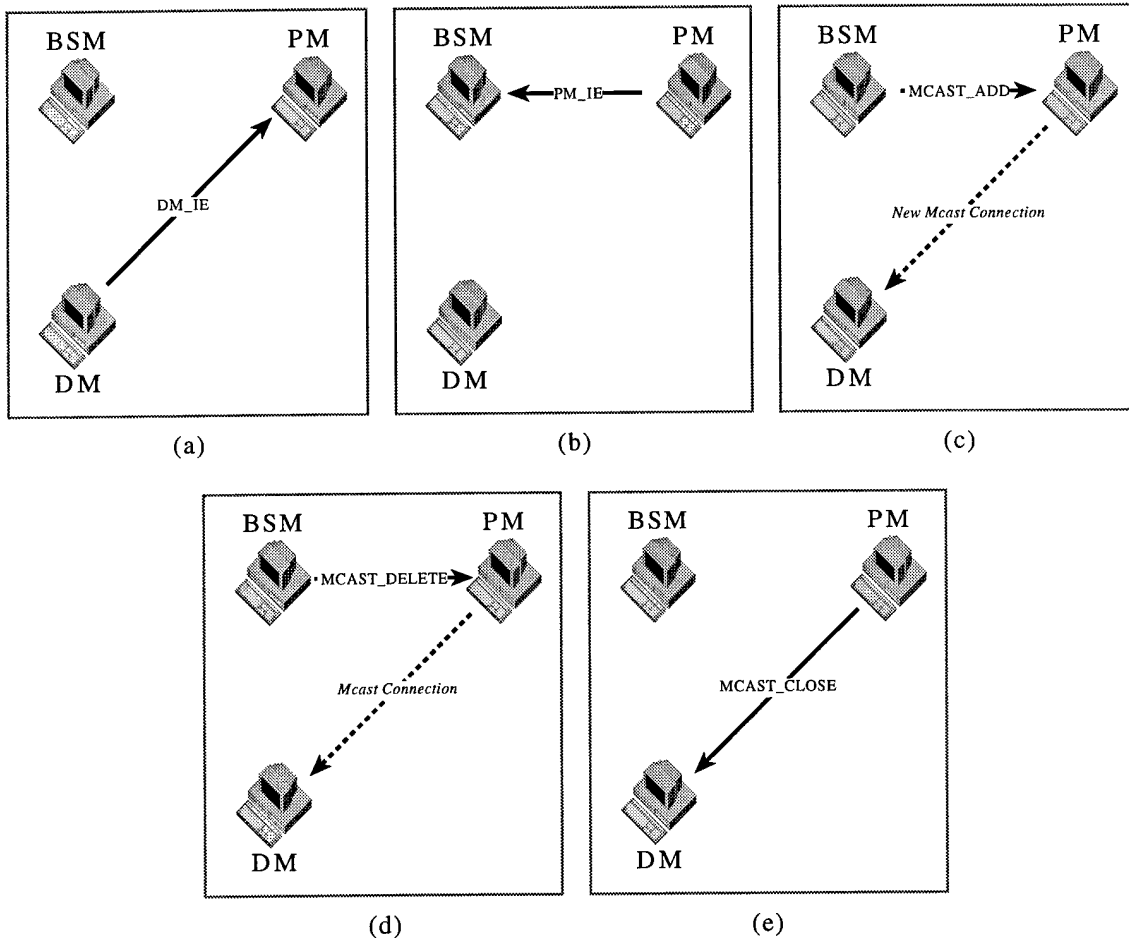 BSM PM
DM_IE
DM
(a)
BSM PM
PM_IE
DM
(b)
BSM PM
MCAST_ADD
New Mcast Connection
DM
(c)
BSM PM
MCAST_DELETE
Mcast Connection
DM
(d)
BSM PM
MCAST_CLOSE
DM
(e)